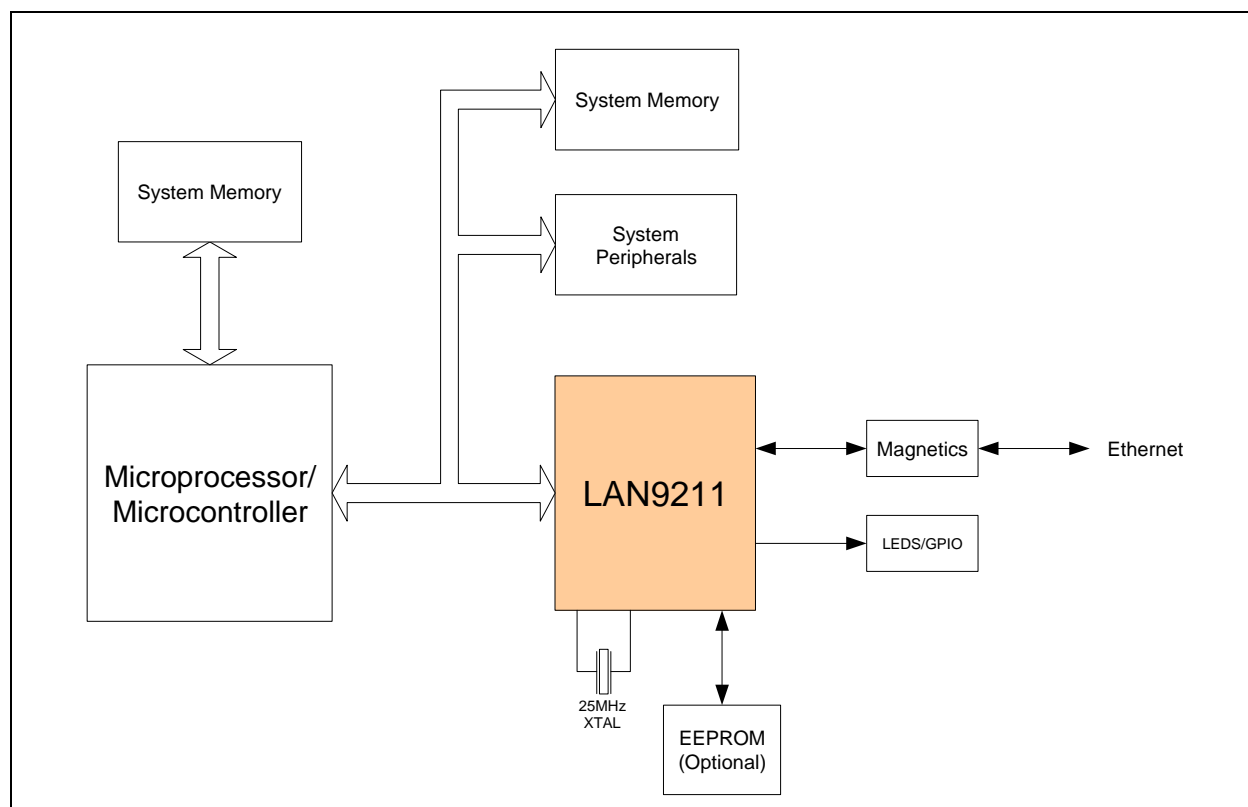 System Memory
System Memory
System
Peripherals
Microprocessor/
Microcontroller
LAN9211
Magnetics
Ethernet
LEDS/GPIO
25MHz
XTAL
EEPROM
(Optional)